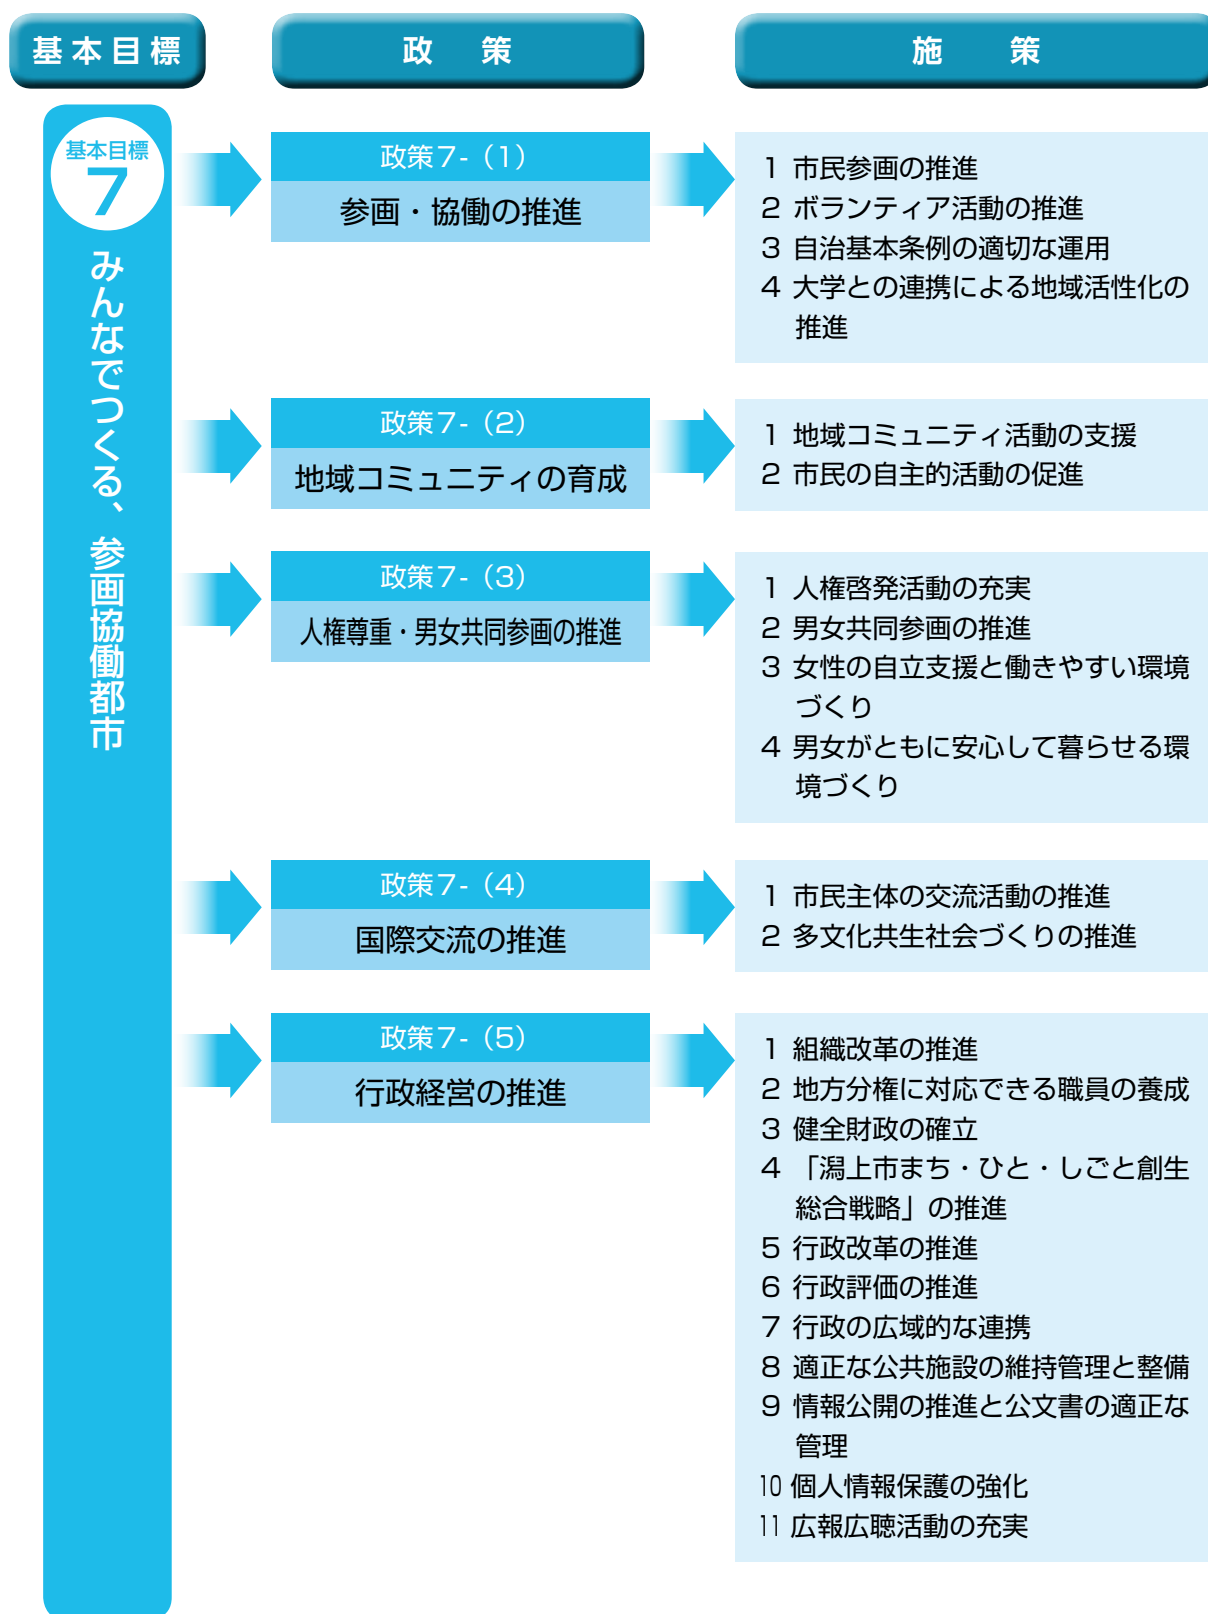 基本目標
政策
施策
基本目標
7
みんなでつくる、参画協働都市
政策7-（1）
参画・協働の推進
1 市民参画の推進
2 ボランティア活動の推進
3 自治基本条例の適切な運用
4 大学との連携による地域活性化の
推進
政策7-（2）
地域コミュニティの育成
1 地域コミュニティ活動の支援
2 市民の自主的活動の促進
政策7-（3）
人権尊重・男女共同参画の推進
1 人権啓発活動の充実
2 男女共同参画の推進
3 女性の自立支援と働きやすい環境
づくり
4 男女がともに安心して暮らせる環
境づくり
政策7-（4）
国際交流の推進
1 市民主体の交流活動の推進
2 多文化共生社会づくりの推進
政策7-（5）
行政経営の推進
1 組織改革の推進
2 地方分権に対応できる職員の養成
3 健全財政の確立
4 「潟上市まち・ひと・しごと創生
総合戦略」の推進
5 行政改革の推進
6 行政評価の推進
7 行政の広域的な連携
8 適正な公共施設の維持管理と整備
9 情報公開の推進と公文書の適正な
管理
10 個人情報保護の強化
11 広報広聴活動の充実